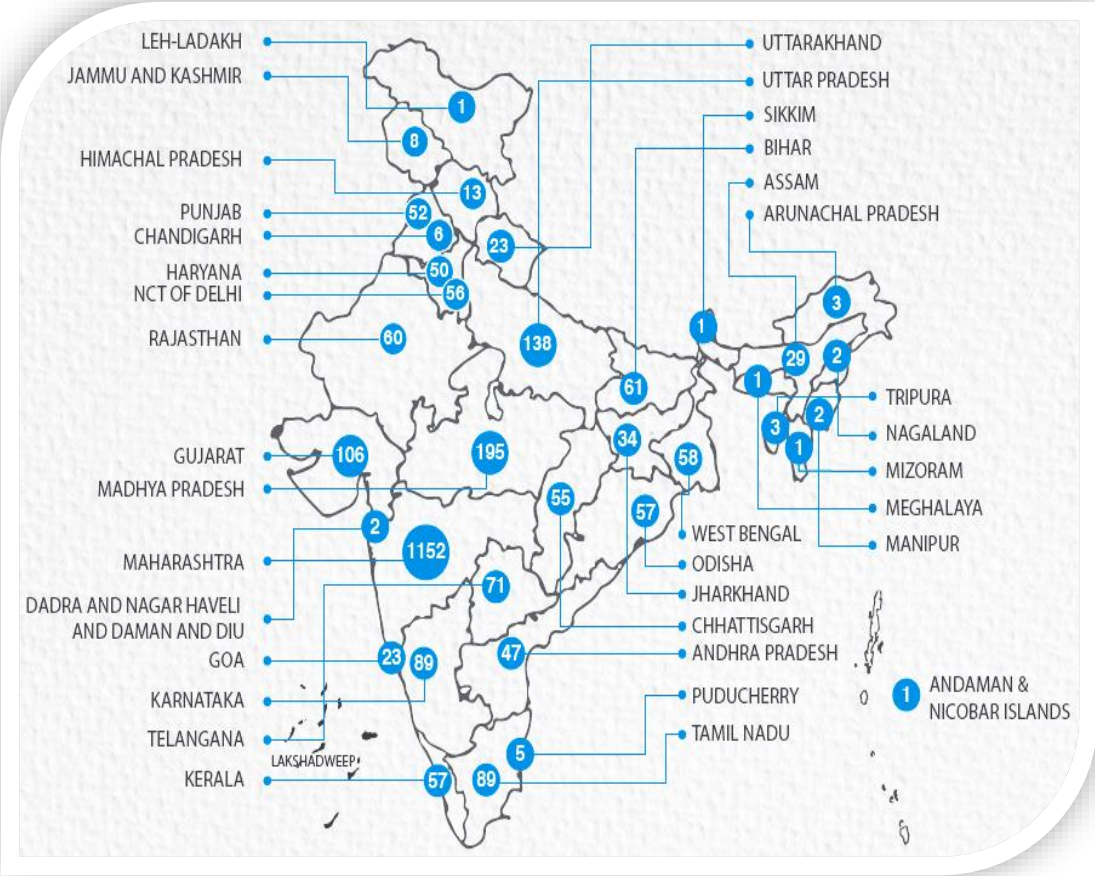 LEH-LADAKH
JAMMU AND KASHMIR
HIMACHAL PRADESH
PUNJAB
CHANDIGARH
HARYANA
NCT OF DELHI
RAJASTHAN
GUJARAT
MADHYA PRADESH
MAHARASHTRA
DADRA AND NAGAR HAVELI
AND DAMAN AND DIU
GOA
KARNATAKA
TELANGANA
LAKSHADWEEP
KERALA
1
8
13
52
6
23
50
56
60
138
1
3
29
2
1
61
2
3
1
34
106
195
58
55
57
2
1152
71
23
89
47
5
57
89
UTTARAKHAND
UTTAR PRADESH
SIKKIM
BIHAR
ASSAM
ARUNACHAL PRADESH
TRIPURA
NAGALAND
MIZORAM
MEGHALAYA
MANIPUR
WEST BENGAL
ODISHA
JHARKHAND
CHHATTISGARH
ANDHRA PRADESH
PUDUCHERRY
TAMIL NADU
1
ANDAMAN &
NICOBAR ISLANDS